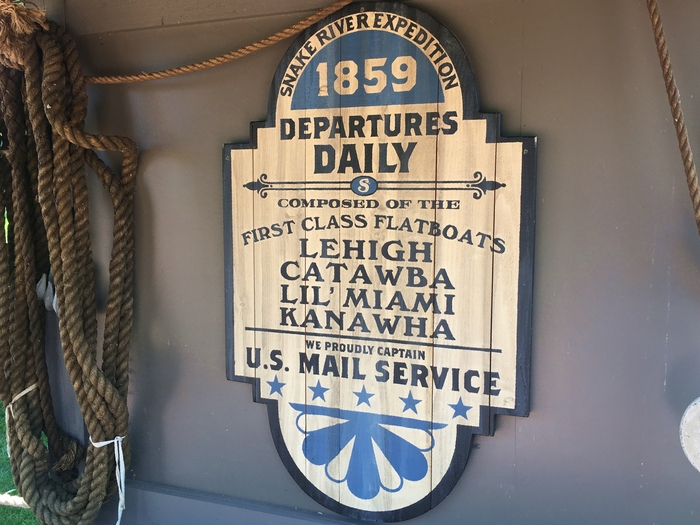 SNAKE RIVER EXPEDITION
1859
DEPARTURES
DAILY
S
COMPOSED OF THE
FIRST CLASS FLATBOATS
LEHIGH
CATAWBA
LIL' MIAMI
KANAWHA
WE PROUDLY CAPTAIN
U.S. MAIL SERVICE